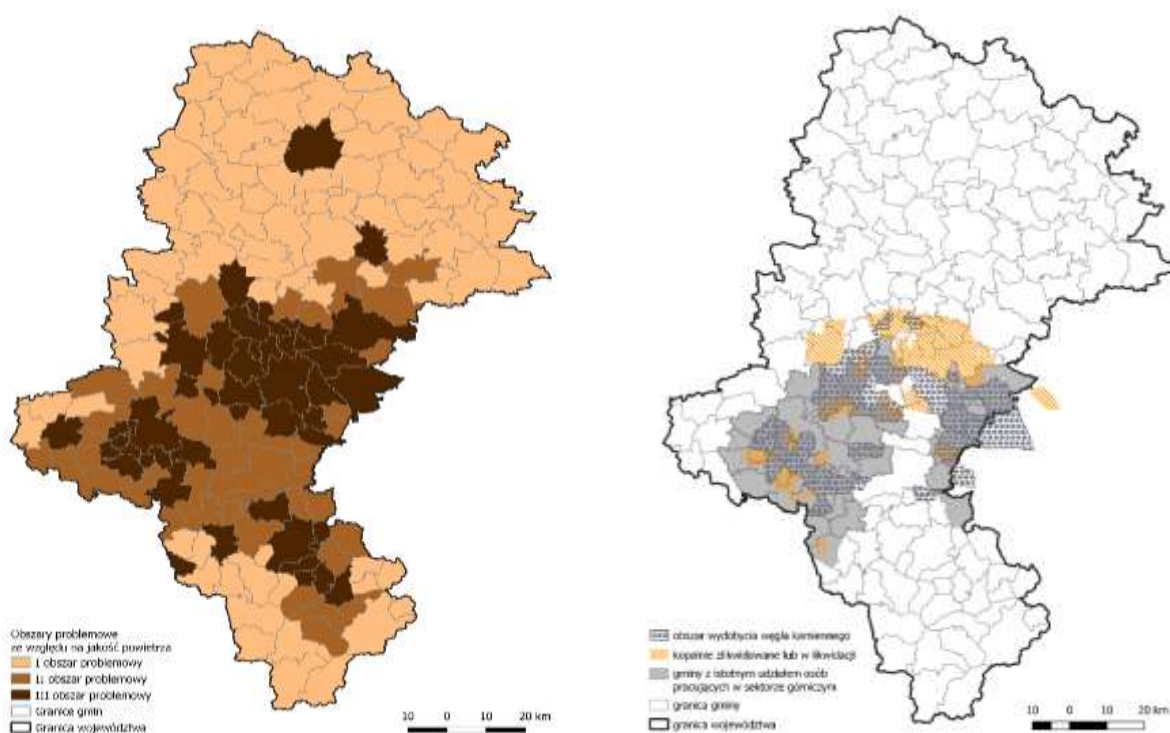 Obszary problemowe
ze względu na jakość powietrza
I obszar problemowy
II obszar problemowy
III obszar problemowy
Granice gmin
Granica województwa
10 0 10 20 km
obszar wydobycia węgla kamiennego
kopalnie zlikwidowane lub w likwidacji
gminy z istotnym udziałem osób
pracujących w sektorze górniczym
granica gminy
granica województwa
10 0 10 20 km